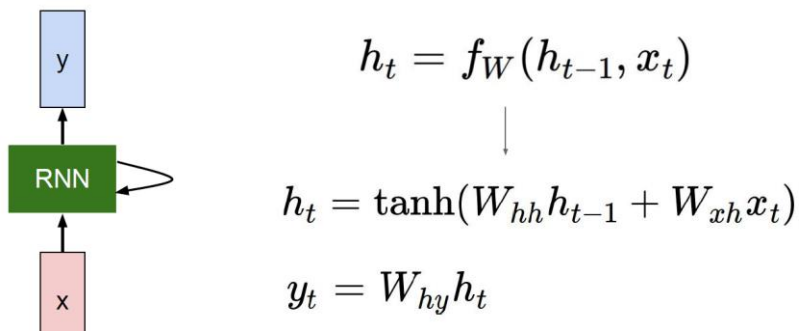 y
RNN
x
h_t = f_W(h_{t-1}, x_t)
h_t = tanh(W_{hh}h_{t-1} + W_{xh}x_t)
y_t = W_{hy}h_t